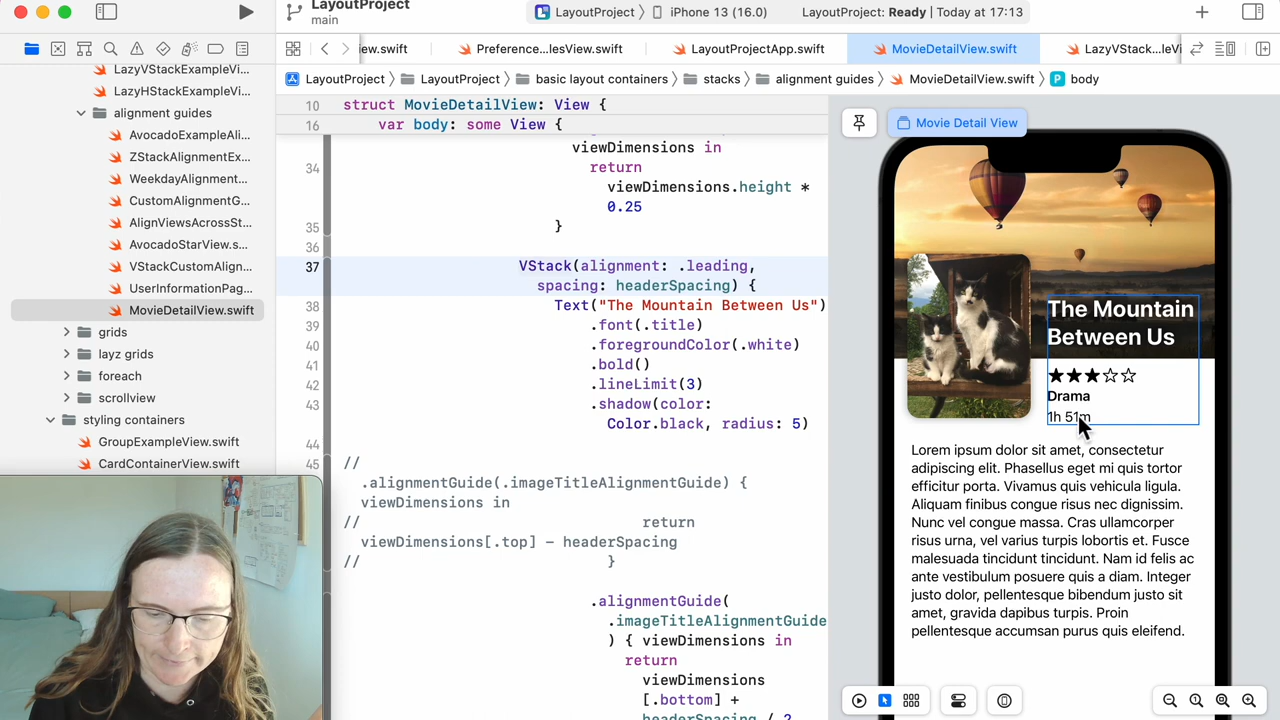 LayoutProject
main
LayoutProject 〉 iPhone 13 (16.0)
LayoutProject: Ready | Today at 17:13
iew.swift
Preference...lesView.swift
LayoutProjectApp.swift
MovieDetailView.swift
LazyVStack...leVi
LayoutProject 〉 LayoutProject 〉 basic layout containers 〉 stacks 〉 alignment guides 〉 MovieDetailView.swift 〉 P body
LazyVStackExampleVi...
LazyHStackExampleVi...
alignment guides
AvocadoExampleAli...
ZStackAlignmentEx...
WeekdayAlignment...
CustomAlignmentG...
AlignViewsAcrossSt...
AvocadoStarView.s...
VStackCustomAlign...
UserInformationPag...
MovieDetailView.swift
grids
layz grids
foreach
scrollview
styling containers
GroupExampleView.swift
CardContainerView.swift
10 struct MovieDetailView: View {
16 var body: some View {
viewDimensions in
34 return
viewDimensions.height *
0.25
35 }
36
37 VStack(alignment: .leading,
spacing: headerSpacing) {
38 Text("The Mountain Between Us")
39 .font(.title)
40 .foregroundColor(.white)
41 .bold()
42 .lineLimit(3)
43 .shadow(color:
Color.black, radius: 5)
44
45 //
.alignmentGuide(.imageTitleAlignmentGuide) {
viewDimensions in
// return
viewDimensions[.top] - headerSpacing
// }
.alignmentGuide(
.imageTitleAlignmentGuide
) { viewDimensions in
return
viewDimensions
[.bottom] +
headerSpacing / 2
Movie Detail View
The Mountain
Between Us
Drama
1h 51m
Lorem ipsum dolor sit amet, consectetur
adipiscing elit. Phasellus eget mi quis tortor
efficitur porta. Vivamus quis vehicula ligula.
Aliquam finibus congue risus nec dignissim.
Nunc vel congue massa. Cras ullamcorper
risus urna, vel varius turpis lobortis et. Fusce
malesuada tincidunt tincidunt. Nam id felis ac
ante vestibulum posuere quis a diam. Integer
justo dolor, pellentesque bibendum justo sit
amet, gravida dapibus turpis. Proin
pellentesque accumsan purus quis eleifend.